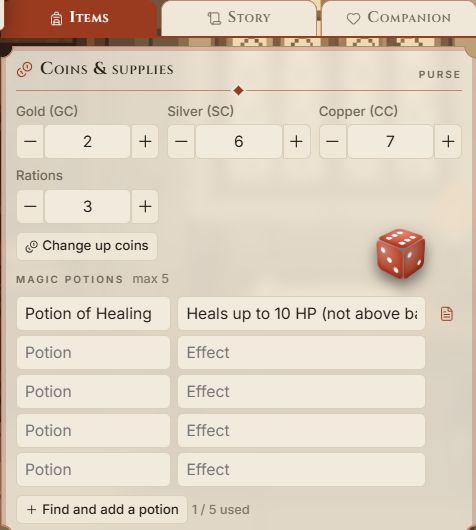 Items
Story
Companion
Coins & supplies
PURSE
Gold (GC)
Silver (SC)
Copper (CC)
− 2 +
− 6 +
− 7 +
Rations
− 3 +
Change up coins
MAGIC POTIONS max 5
Potion of Healing
Heals up to 10 HP (not above ba
Potion
Effect
Potion
Effect
Potion
Effect
Potion
Effect
+ Find and add a potion
1 / 5 used